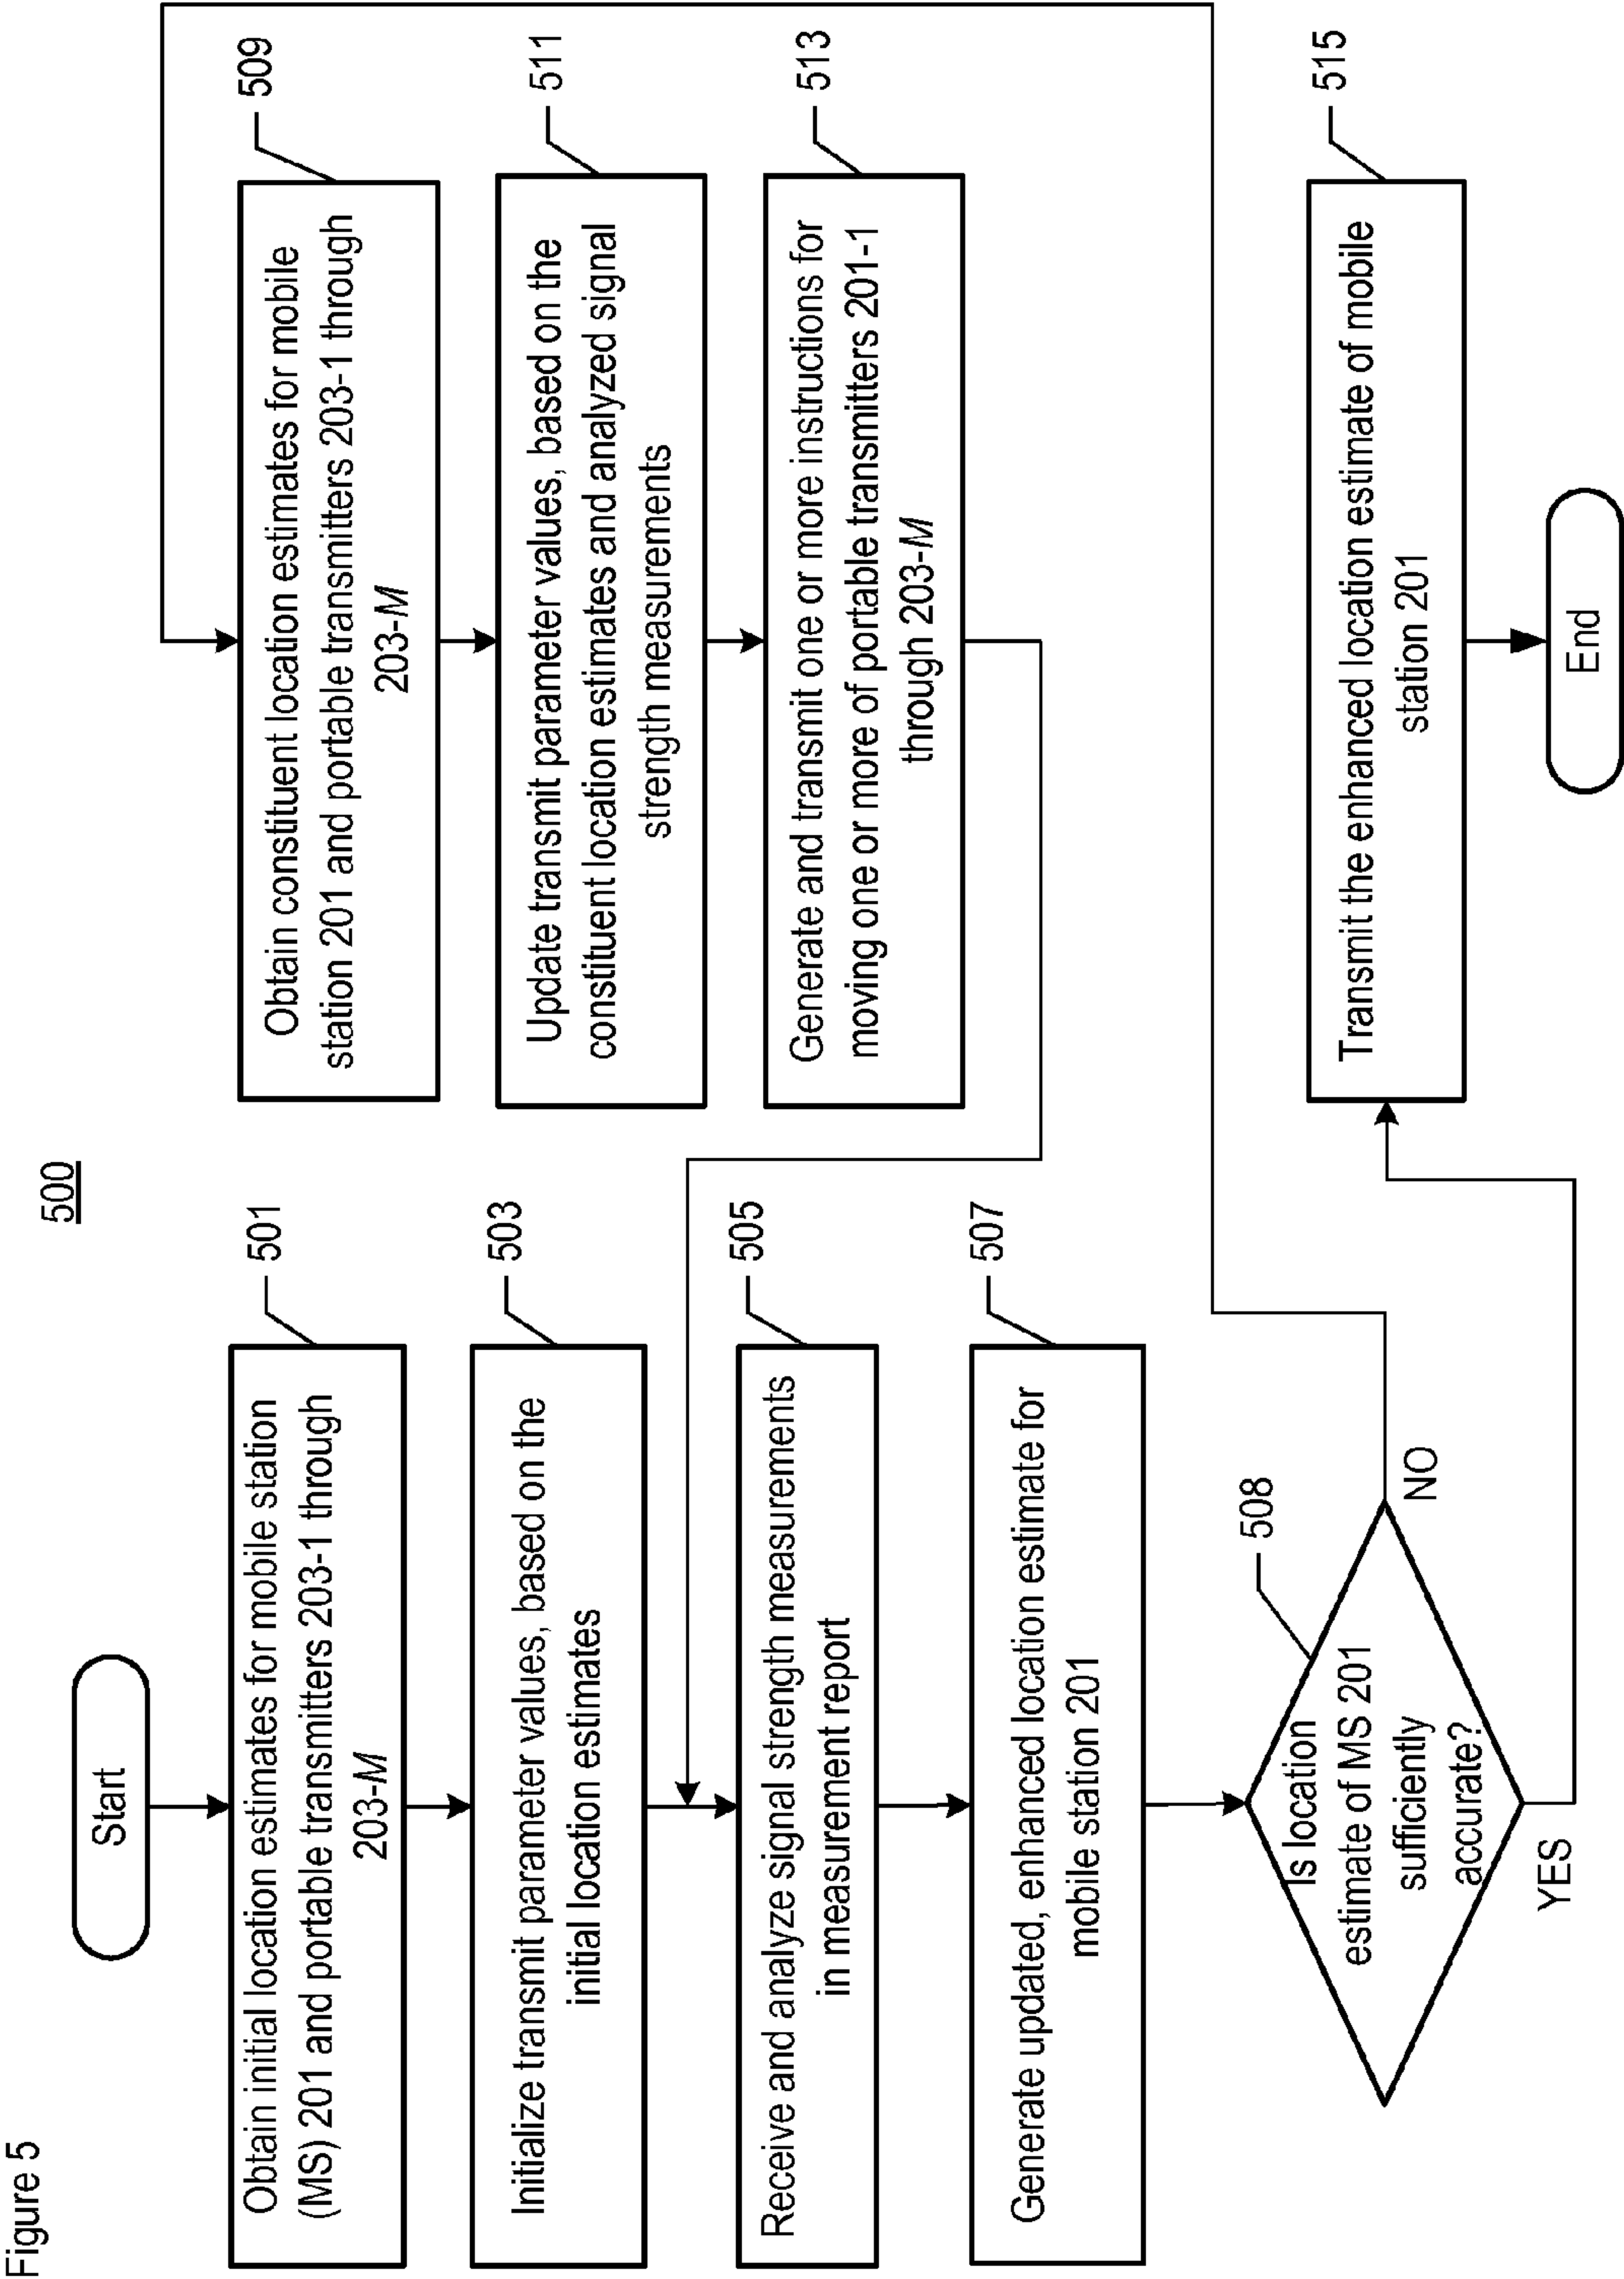 Figure 5
500
Start
Obtain initial location estimates for mobile station
(MS) 201 and portable transmitters 203-1 through
203-M
501
Initialize transmit parameter values, based on the
initial location estimates
503
Receive and analyze signal strength measurements
in measurement report
505
Generate updated, enhanced location estimate for
mobile station 201
507
Is location
estimate of MS 201
sufficiently
accurate?
508
NO
YES
Obtain constituent location estimates for mobile
station 201 and portable transmitters 203-1 through
203-M
509
Update transmit parameter values, based on the
constituent location estimates and analyzed signal
strength measurements
511
Generate and transmit one or more instructions for
moving one or more of portable transmitters 201-1
through 203-M
513
Transmit the enhanced location estimate of mobile
station 201
515
End